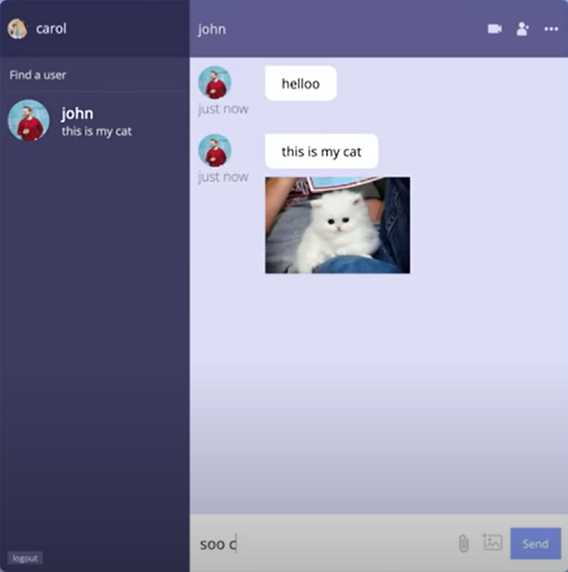 carol
Find a user
john
this is my cat
logout
john
helloo
just now
this is my cat
just now
soo c
Send